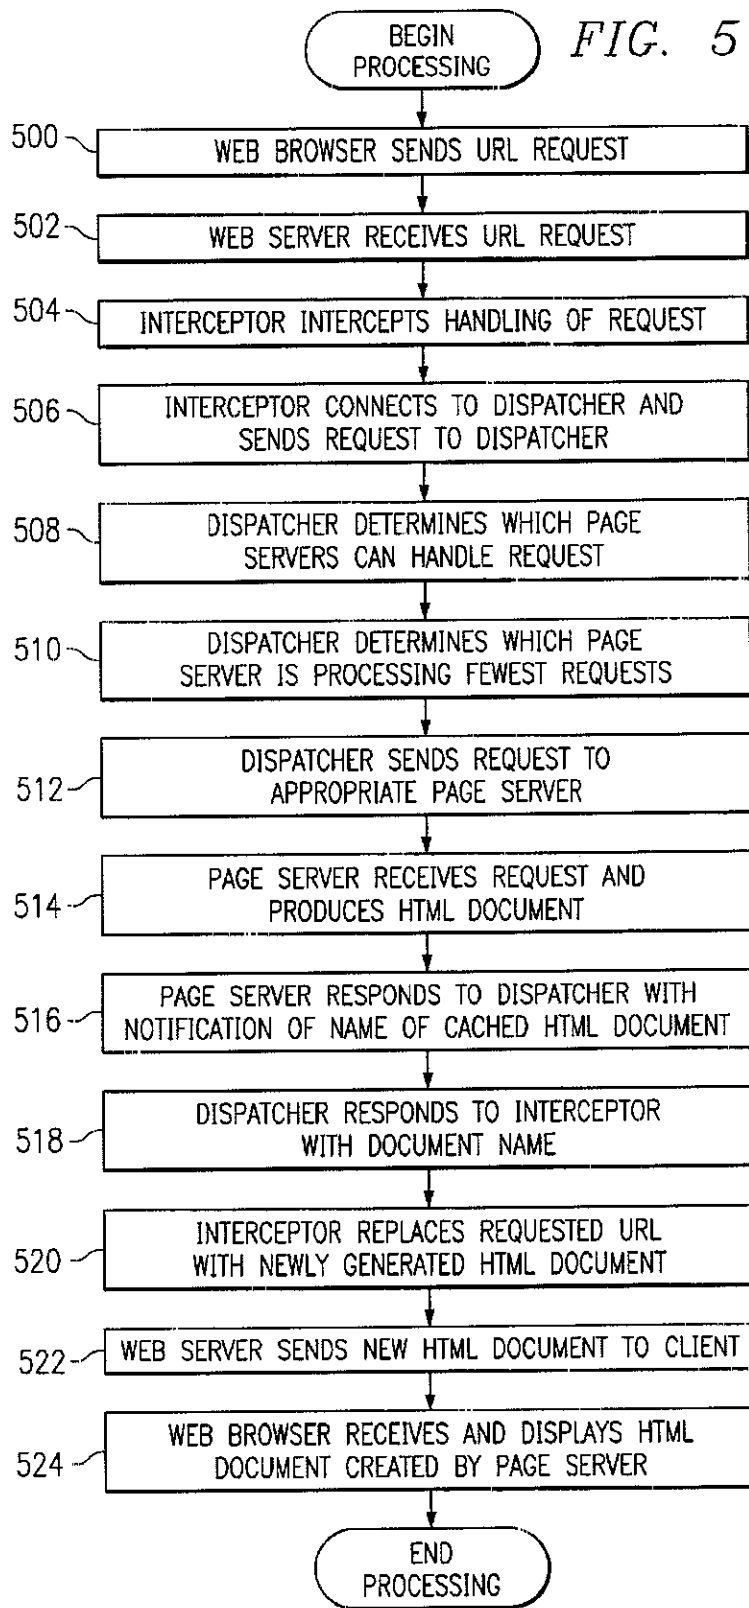 BEGIN
PROCESSING
FIG. 5
500
WEB BROWSER SENDS URL REQUEST
502
WEB SERVER RECEIVES URL REQUEST
504
INTERCEPTOR INTERCEPTS HANDLING OF REQUEST
506
INTERCEPTOR CONNECTS TO DISPATCHER AND
SENDS REQUEST TO DISPATCHER
508
DISPATCHER DETERMINES WHICH PAGE
SERVERS CAN HANDLE REQUEST
510
DISPATCHER DETERMINES WHICH PAGE
SERVER IS PROCESSING FEWEST REQUESTS
512
DISPATCHER SENDS REQUEST TO
APPROPRIATE PAGE SERVER
514
PAGE SERVER RECEIVES REQUEST AND
PRODUCES HTML DOCUMENT
516
PAGE SERVER RESPONDS TO DISPATCHER WITH
NOTIFICATION OF NAME OF CACHED HTML DOCUMENT
518
DISPATCHER RESPONDS TO INTERCEPTOR
WITH DOCUMENT NAME
520
INTERCEPTOR REPLACES REQUESTED URL
WITH NEWLY GENERATED HTML DOCUMENT
522
WEB SERVER SENDS NEW HTML DOCUMENT TO CLIENT
524
WEB BROWSER RECEIVES AND DISPLAYS HTML
DOCUMENT CREATED BY PAGE SERVER
END
PROCESSING